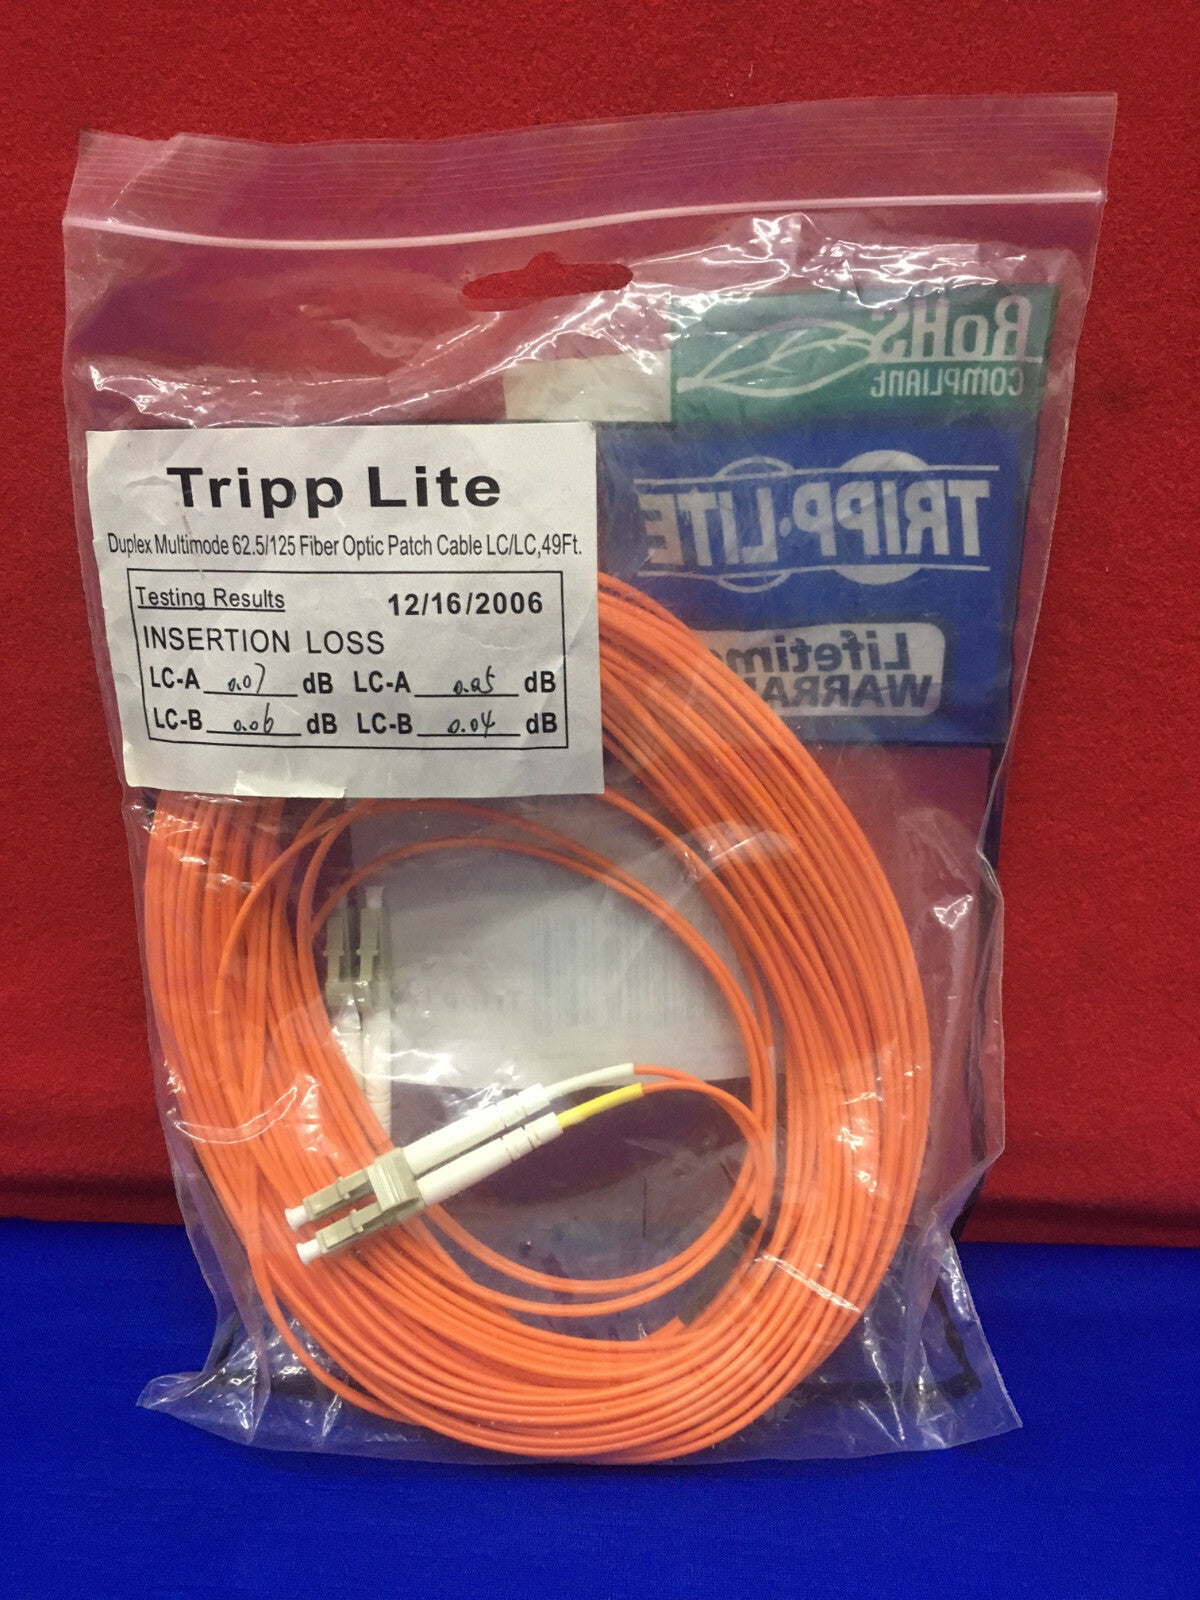 RoHS
COMPLIANT
TRIPP·LITE
Lifetime
Tripp Lite
Duplex Multimode 62.5/125 Fiber Optic Patch Cable LC/LC,49Ft.
Testing Results 12/16/2006
INSERTION LOSS
LC-A 0.07 dB LC-A 0.05 dB
LC-B 0.06 dB LC-B 0.04 dB